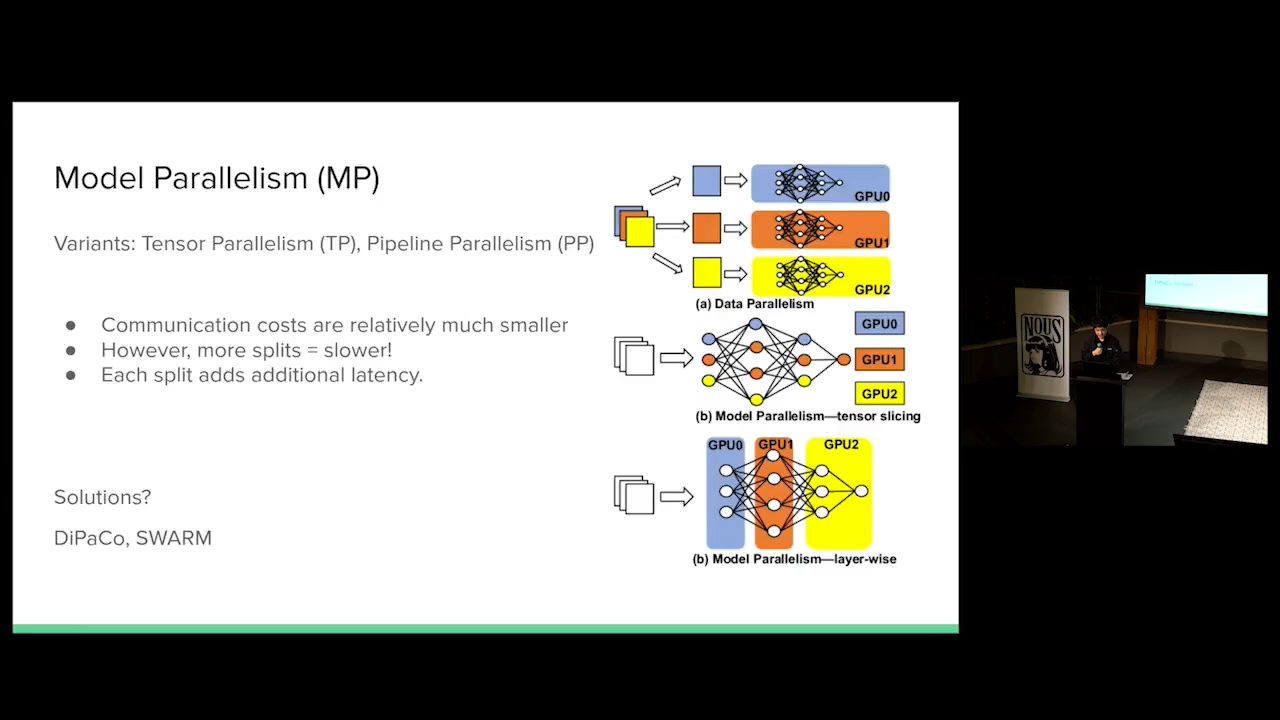 Model Parallelism (MP)
Variants: Tensor Parallelism (TP), Pipeline Parallelism (PP)
● Communication costs are relatively much smaller
● However, more splits = slower!
● Each split adds additional latency.
Solutions?
DiPaCo, SWARM
GPU0
GPU1
GPU2
(a) Data Parallelism
GPU0
GPU1
GPU2
(b) Model Parallelism—tensor slicing
GPU0
GPU1
GPU2
(b) Model Parallelism—layer-wise
NOUS